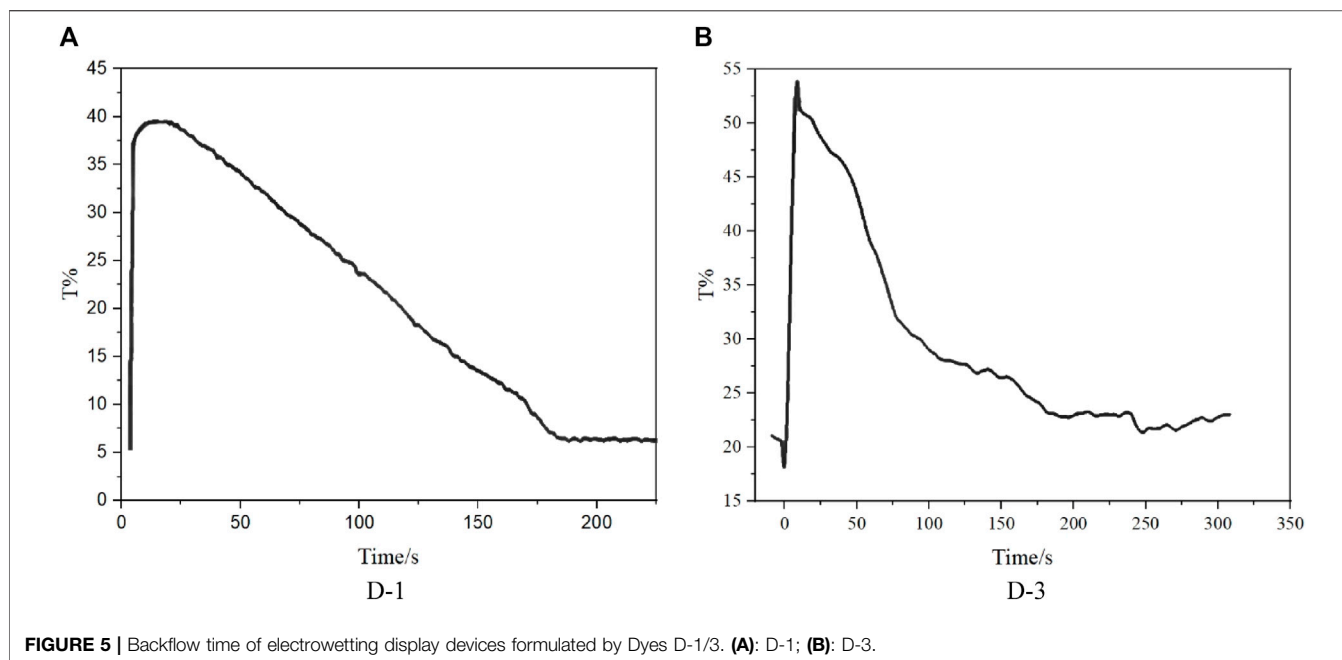 A
45
40
35
30
25
20
15
10
5
0
T%
0 50 100 150 200
Time/s
D-1
B
55
50
45
40
35
30
25
20
15
T%
0 50 100 150 200 250 300 350
Time/s
D-3
FIGURE 5 | Backflow time of electrowetting display devices formulated by Dyes D-1/3. (A): D-1; (B): D-3.